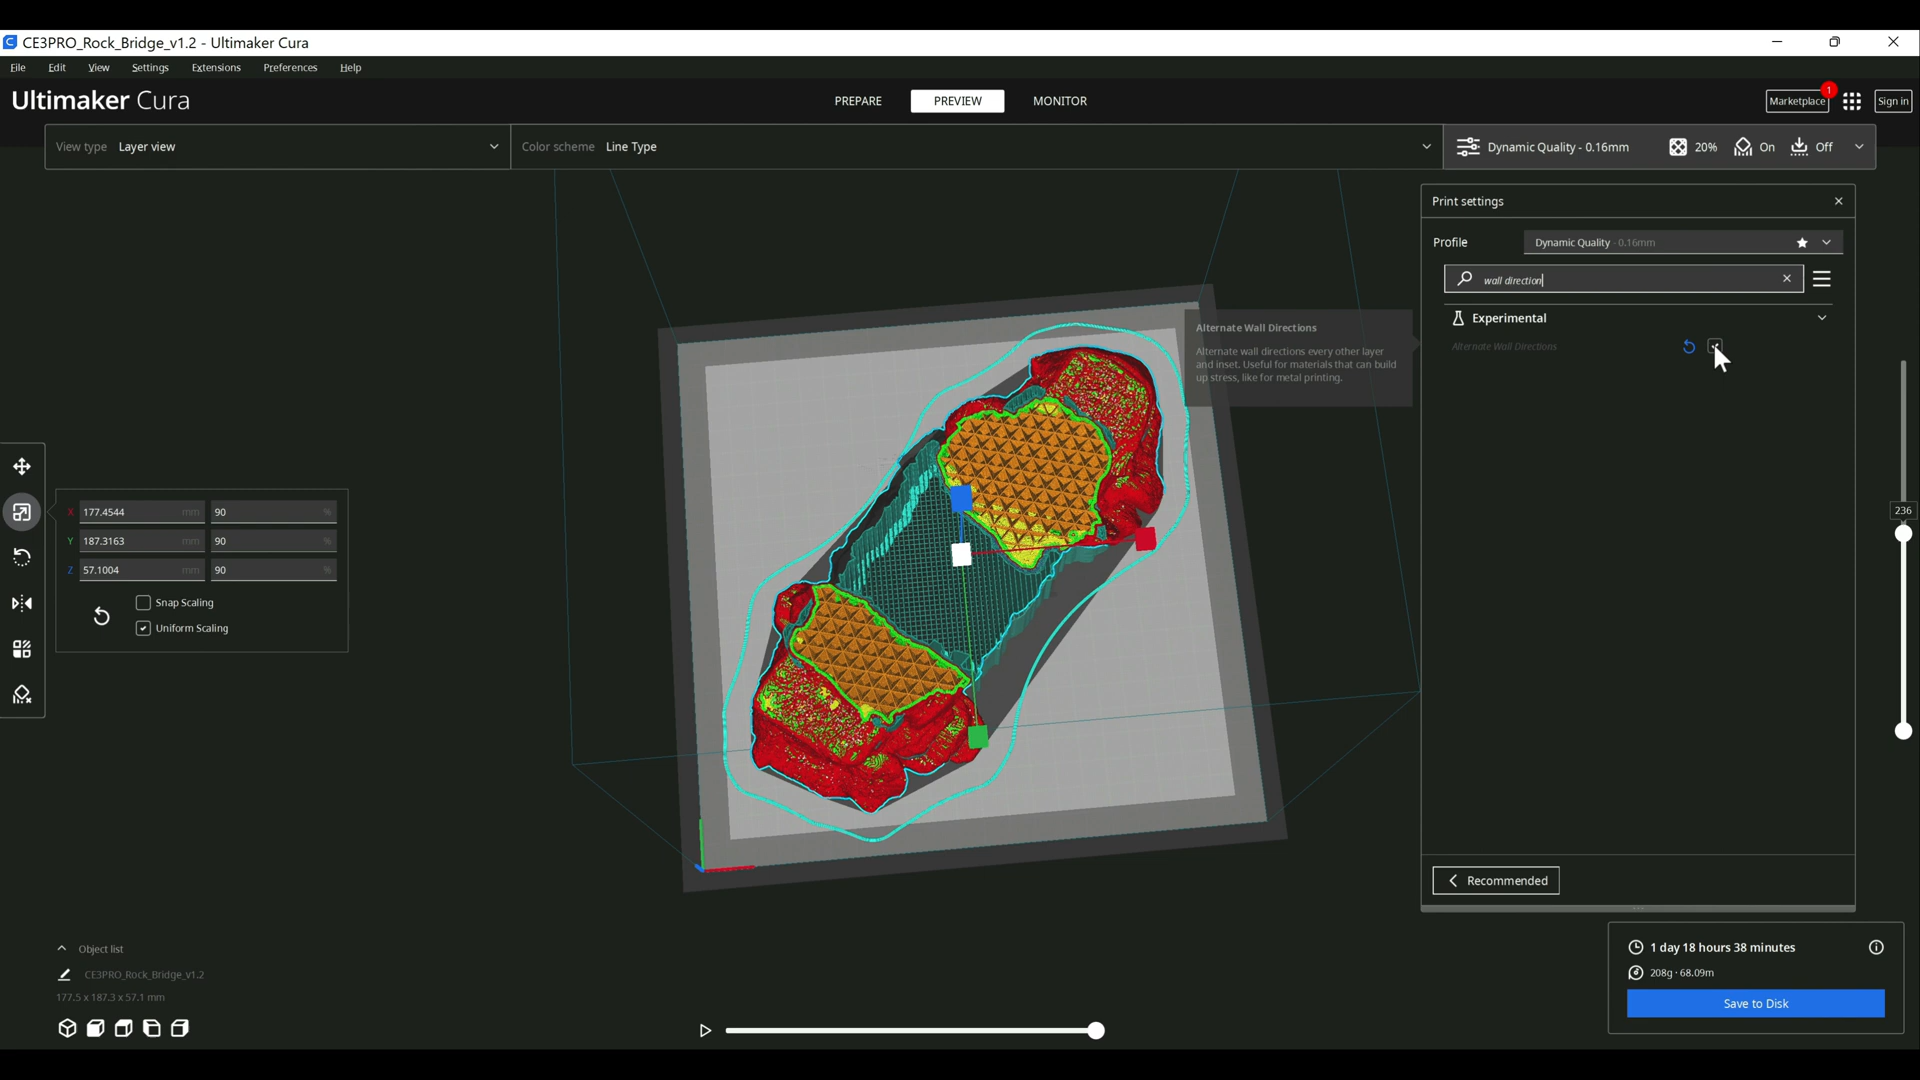 CE3PRO_Rock_Bridge_v1.2 - Ultimaker Cura
File Edit View Settings Extensions Preferences Help
Ultimaker Cura
PREPARE PREVIEW MONITOR
Marketplace 1 Sign in
View type Layer view
Color scheme Line Type
Dynamic Quality - 0.16mm 20% On Off
Print settings
Profile Dynamic Quality - 0.16mm
wall direction
Experimental
Alternate Wall Directions
Alternate Wall Directions
Alternate wall directions every other layer
and inset. Useful for materials that can build
up stress, like for metal printing.
X 177.4544 mm 90 %
Y 187.3163 mm 90 %
Z 57.1004 mm 90 %
Snap Scaling
Uniform Scaling
236
Recommended
Object list
CE3PRO_Rock_Bridge_v1.2
177.5 x 187.3 x 57.1 mm
1 day 18 hours 38 minutes
208g · 68.09m
Save to Disk